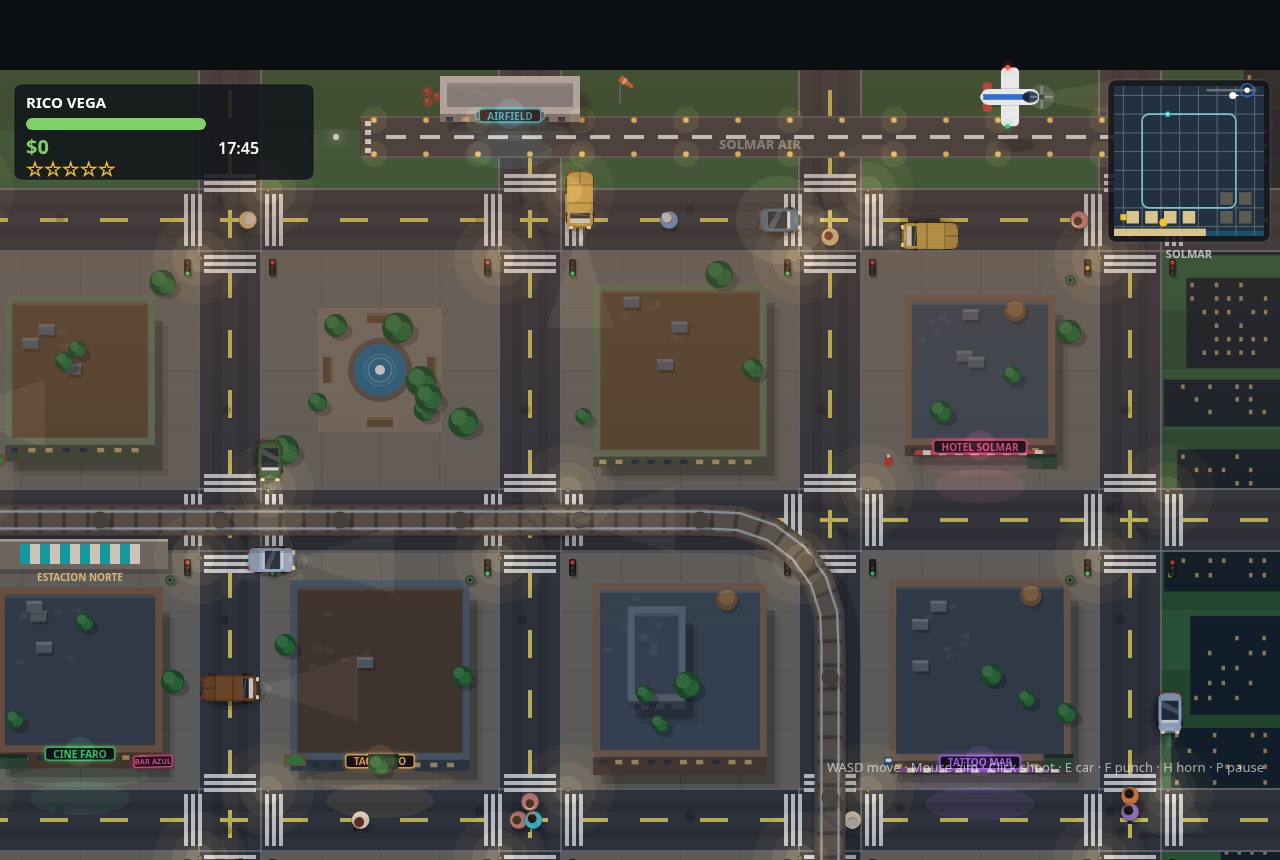 RICO VEGA
$0
17:45
AIRFIELD
SOLMAR AIR
SOLMAR
HOTEL SOLMAR
ESTACION NORTE
CINE FARO
BAR AZUL
TATTOO MAR
WASD move · Mouse aim · Click shoot · E car · F punch · H horn · P pause